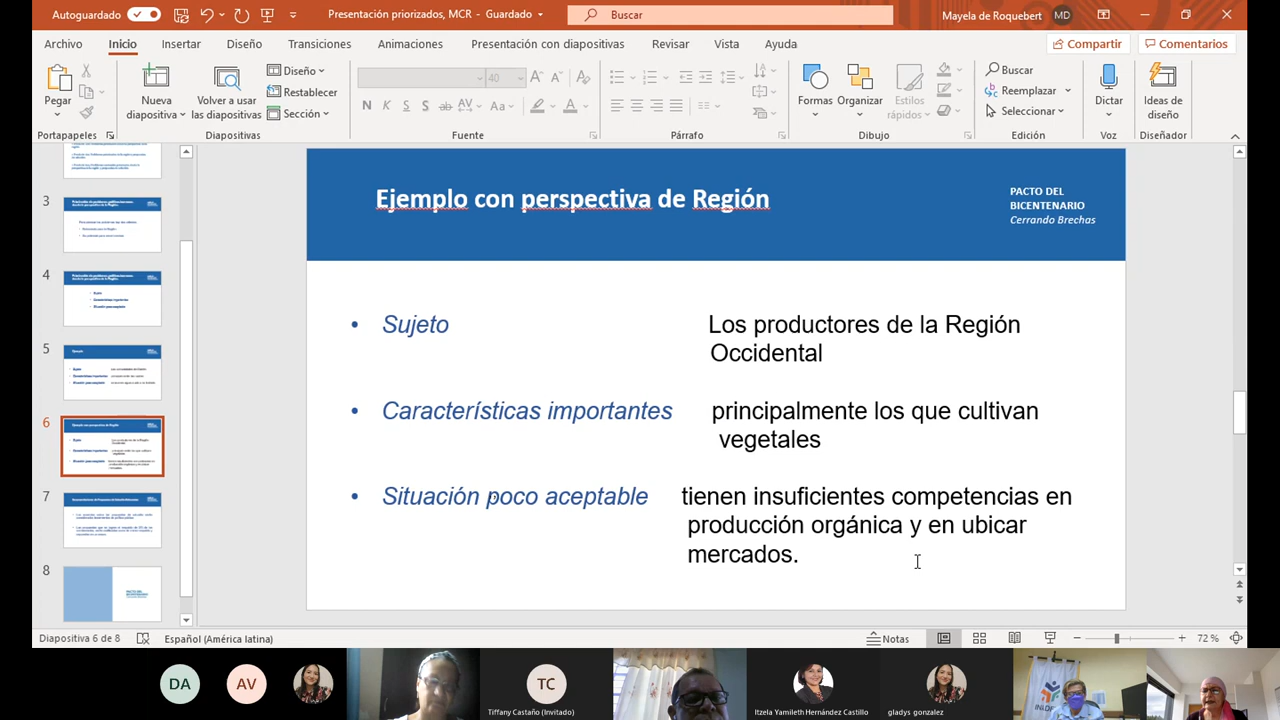 Autoguardado
Presentación priorizados, MCR - Guardado
Buscar
Mayela de Roquebert
MD
Archivo
Inicio
Insertar
Diseño
Transiciones
Animaciones
Presentación con diapositivas
Revisar
Vista
Ayuda
Compartir
Comentarios
Pegar
Nueva
diapositiva
Volver a usar
las diapositivas
Diseño
Restablecer
Sección
40
N K S S ab AV Aa A
Formas
Organizar
Estilos
rápidos
Buscar
Reemplazar
Seleccionar
Dictar
Ideas de
diseño
Portapapeles
Diapositivas
Fuente
Párrafo
Dibujo
Edición
Voz
Diseñador
3
4
5
6
7
8
Ejemplo con perspectiva de Región
PACTO DEL
BICENTENARIO
Cerrando Brechas
• Sujeto Los productores de la Región
Occidental
• Características importantes principalmente los que cultivan
vegetales
• Situación poco aceptable tienen insuficientes competencias en
producción orgánica y en ubicar
mercados.
Diapositiva 6 de 8
Español (América latina)
Notas
72 %
DA
AV
TC
Tiffany Castaño (Invitado)
Itzela Yamileth Hernández Castillo
gladys gonzalez